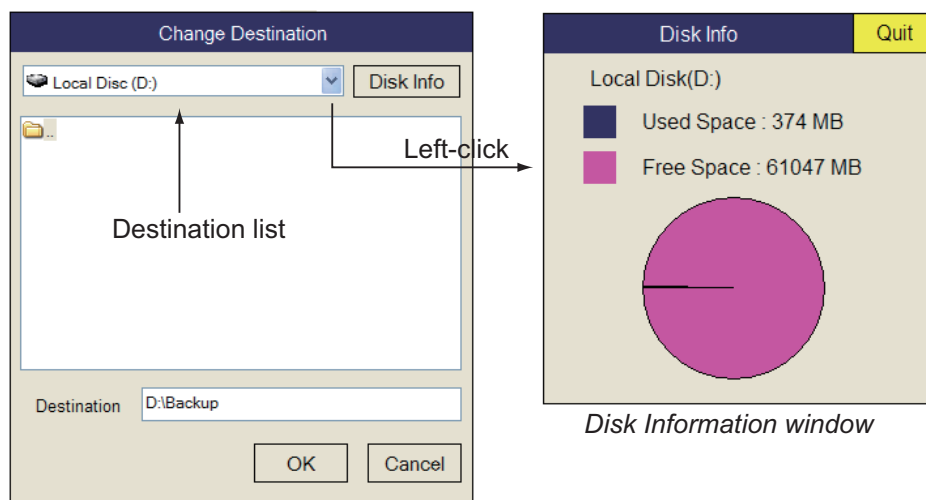 Change Destination
Local Disc (D:)
Disk Info
..
Left-click
Destination list
Destination
D:\Backup
OK
Cancel
Disk Info
Quit
Local Disk(D:)
Used Space : 374 MB
Free Space : 61047 MB
Disk Information window